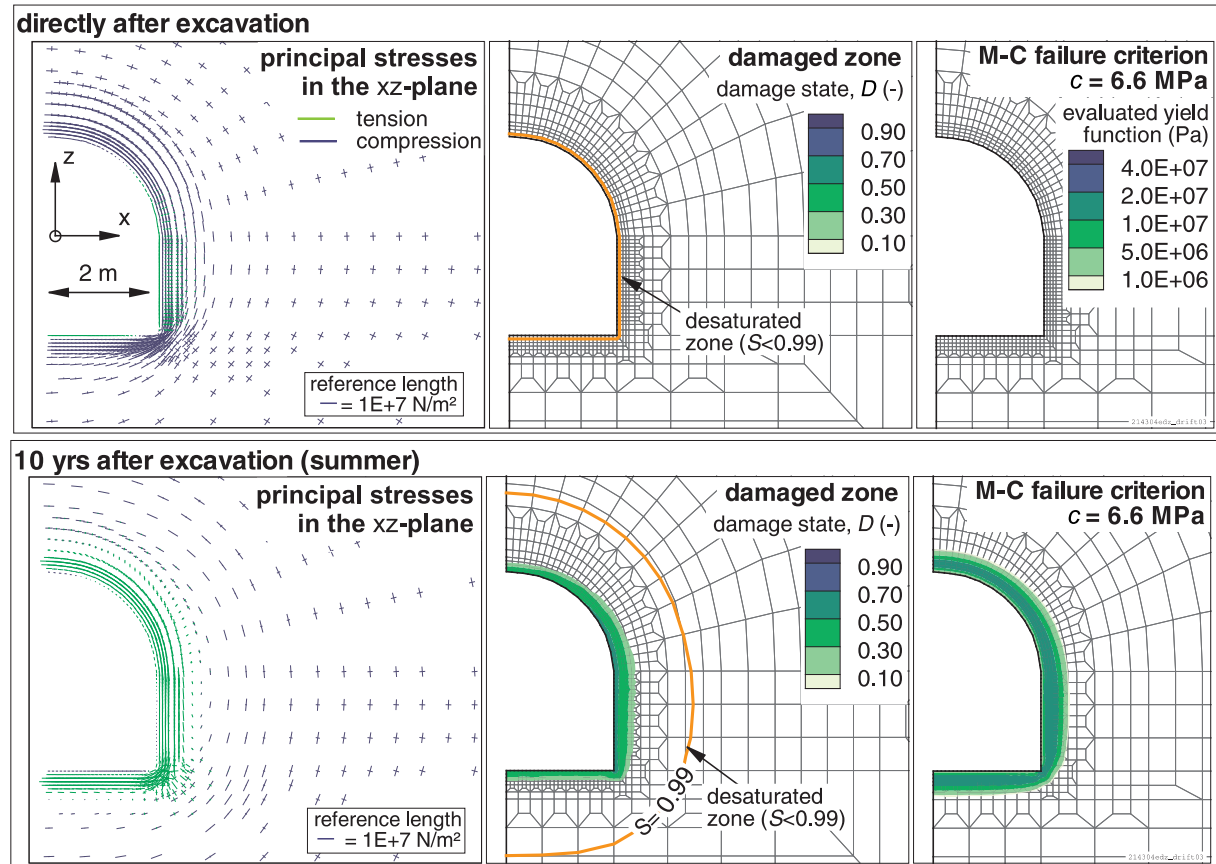 directly after excavation
principal stresses
in the xz-plane
tension
compression
z
x
2 m
reference length
= 1E+7 N/m²
damaged zone
damage state, D (-)
0.90
0.70
0.50
0.30
0.10
desaturated
zone (S<0.99)
M-C failure criterion
c = 6.6 MPa
evaluated yield
function (Pa)
4.0E+07
2.0E+07
1.0E+07
5.0E+06
1.0E+06
214304edz_drift03
10 yrs after excavation (summer)
principal stresses
in the xz-plane
reference length
= 1E+7 N/m²
damaged zone
damage state, D (-)
0.90
0.70
0.50
0.30
0.10
S= 0.99
desaturated
zone (S<0.99)
M-C failure criterion
c = 6.6 MPa
214304edz_drift03